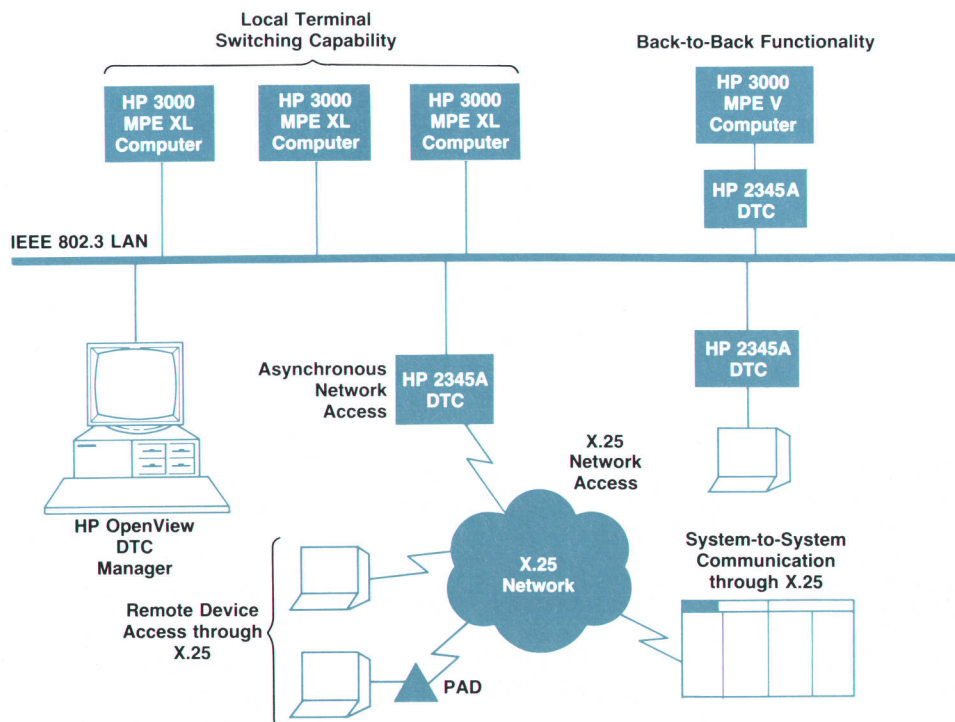 Local Terminal
Switching Capability
Back-to-Back Functionality
HP 3000
MPE XL
Computer
HP 3000
MPE XL
Computer
HP 3000
MPE XL
Computer
HP 3000
MPE V
Computer
HP 2345A
DTC
IEEE 802.3 LAN
Asynchronous
Network
Access
HP 2345A
DTC
HP 2345A
DTC
X.25
Network
Access
HP OpenView
DTC
Manager
X.25
Network
System-to-System
Communication
through X.25
Remote Device
Access through
X.25
PAD